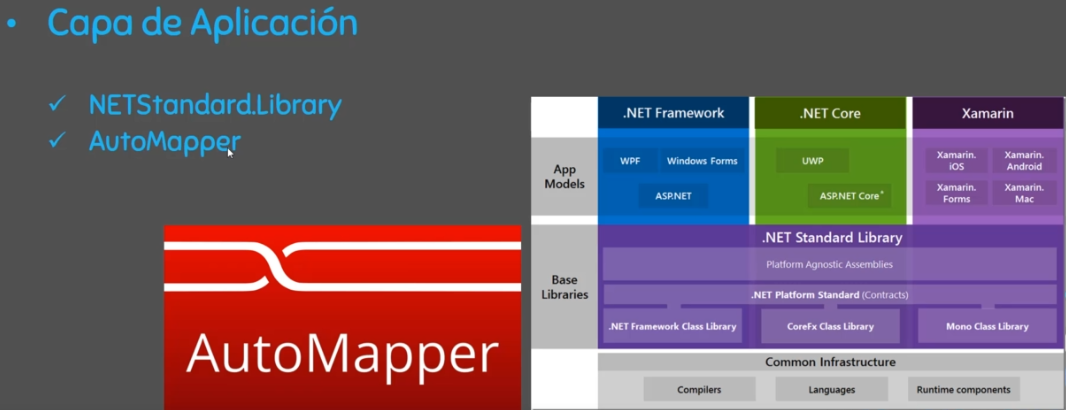 • Capa de Aplicación
✓ NETStandard.Library
✓ AutoMapper
AutoMapper
.NET Framework
.NET Core
Xamarin
App Models
WPF
Windows Forms
ASP.NET
UWP
ASP.NET Core*
Xamarin. iOS
Xamarin. Android
Xamarin. Forms
Xamarin. Mac
Base Libraries
.NET Standard Library
Platform Agnostic Assemblies
.NET Platform Standard (Contracts)
.NET Framework Class Library
CoreFx Class Library
Mono Class Library
Common Infrastructure
Compilers
Languages
Runtime components